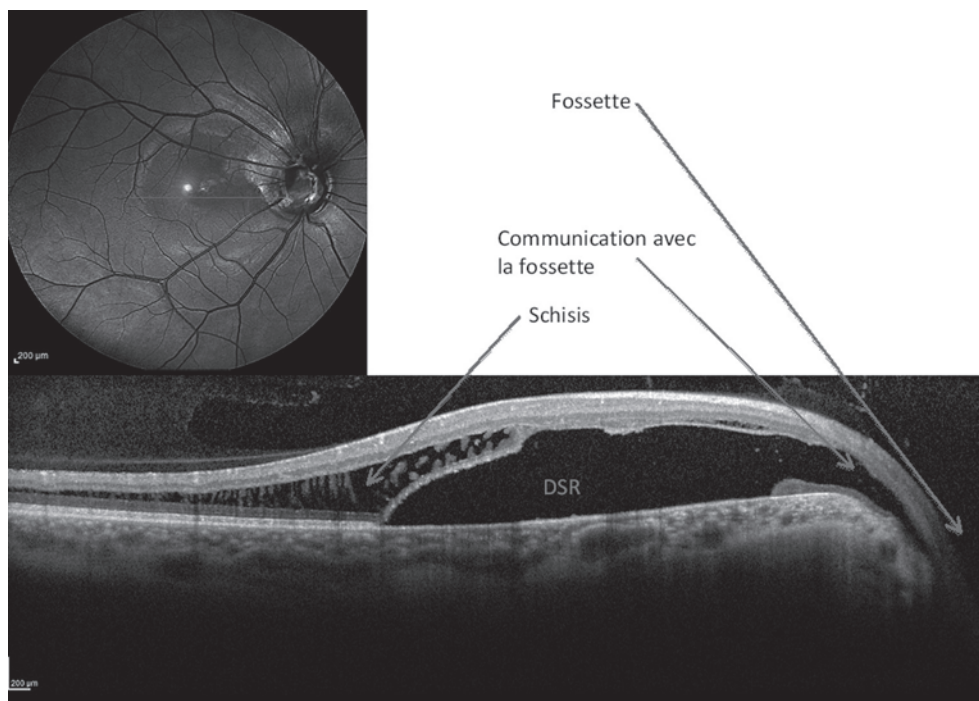 Fossette
Communication avec
la fossette
Schisis
200 µm
DSR
200 µm